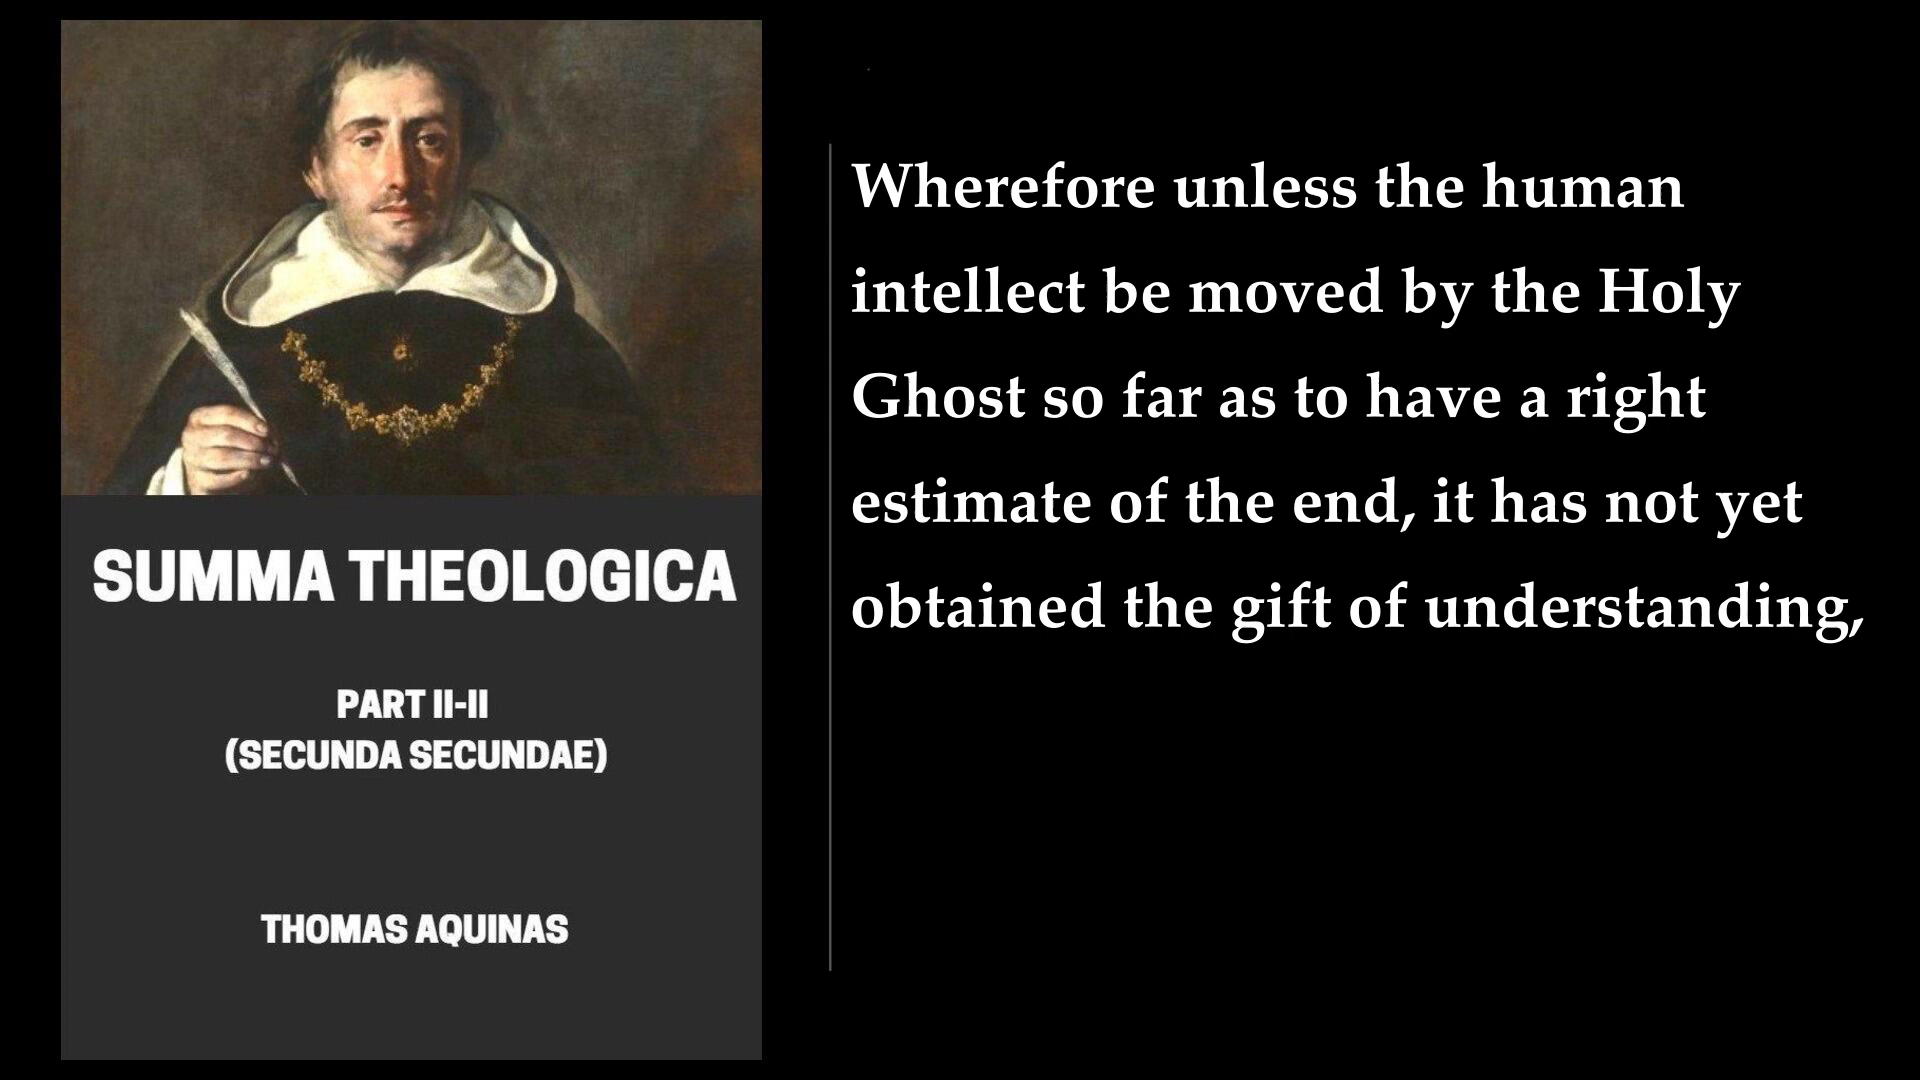 SUMMA THEOLOGICA
PART II-II
(SECUNDA SECUNDAE)
THOMAS AQUINAS
Wherefore unless the human
intellect be moved by the Holy
Ghost so far as to have a right
estimate of the end, it has not yet
obtained the gift of understanding,